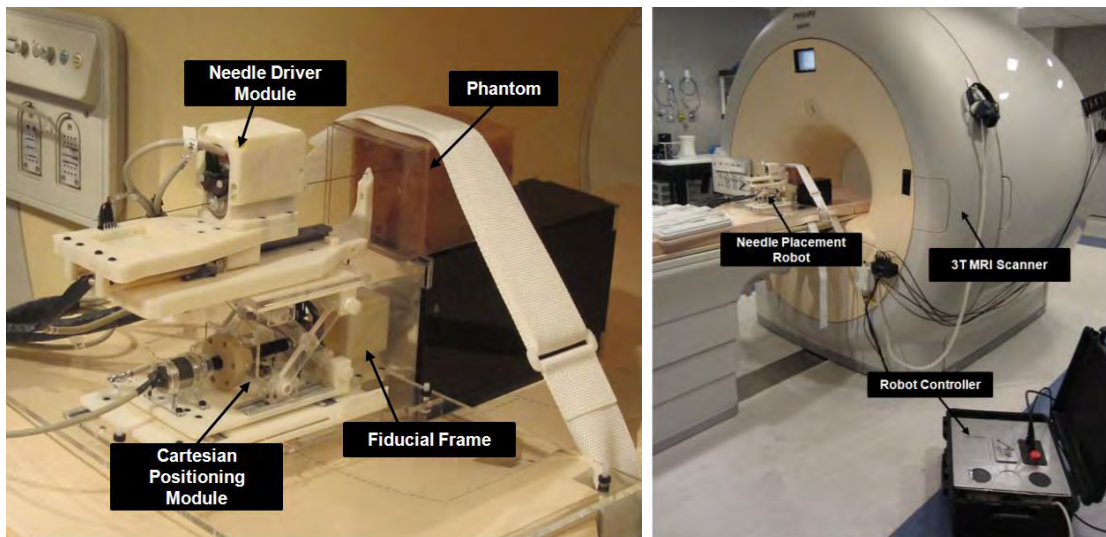 Needle Driver
Module
Phantom
Fiducial Frame
Cartesian
Positioning
Module
PHILIPS
Needle Placement
Robot
3T MRI Scanner
Robot Controller